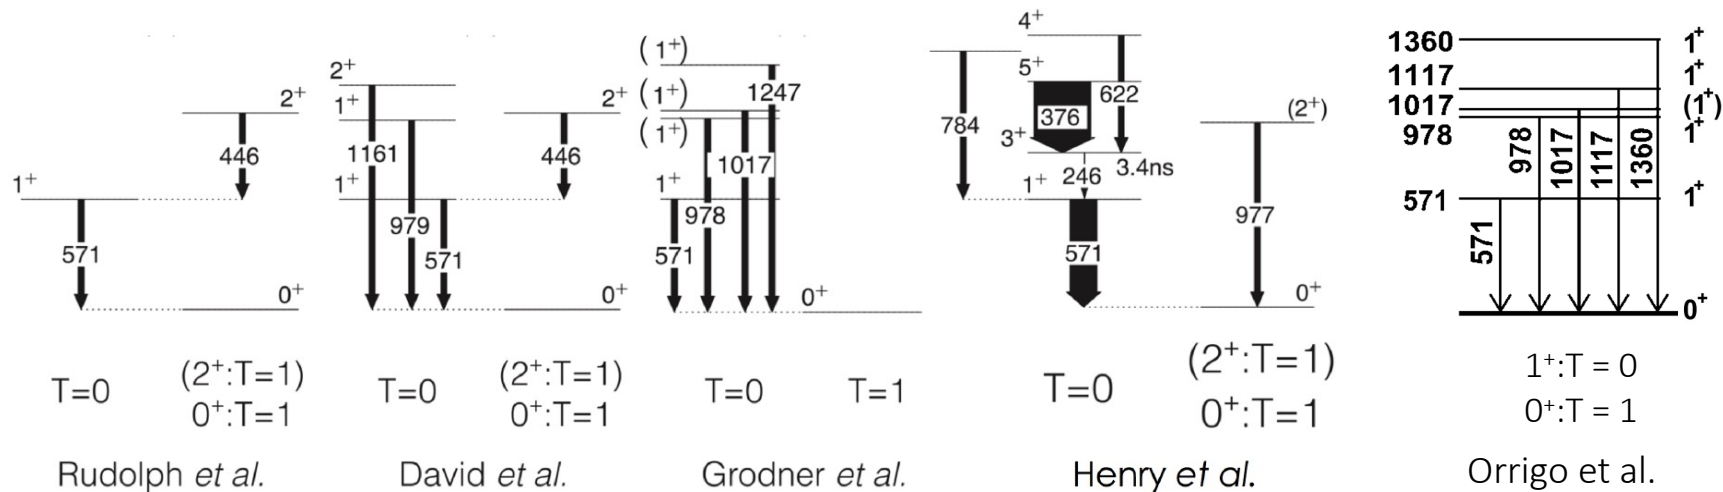 1⁺
2⁺
446
571
0⁺
T=0
(2⁺:T=1)
0⁺:T=1
Rudolph et al.
2⁺
1⁺
2⁺
1161
446
1⁺
979
571
0⁺
T=0
(2⁺:T=1)
0⁺:T=1
David et al.
(1⁺)
1247
(1⁺)
(1⁺)
1017
1⁺
978
571
0⁺
T=0
T=1
Grodner et al.
4⁺
5⁺
622
376
(2⁺)
784
3⁺
3.4ns
1⁺
246
977
571
0⁺
T=0
(2⁺:T=1)
0⁺:T=1
Henry et al.
1360 1⁺
1117 1⁺
1017 (1⁺)
978 1⁺
978
1017
1117
1360
571 1⁺
571
0⁺
1⁺:T = 0
0⁺:T = 1
Orrigo et al.